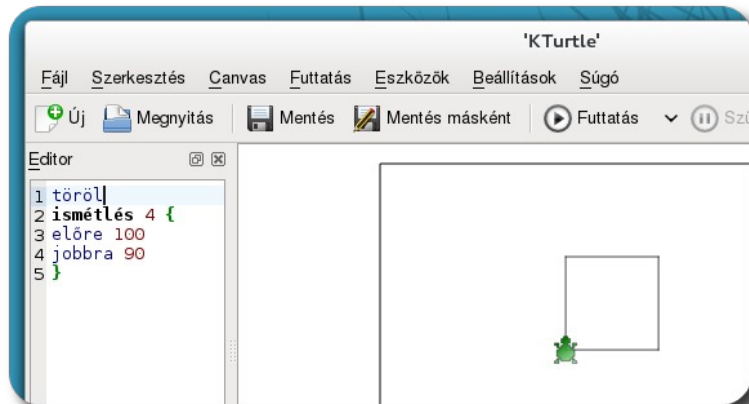 'KTurtle'
Fájl Szerkesztés Canvas Futtatás Eszközök Beállítások Súgó
Új Megnyitás Mentés Mentés másként Futtatás Szü
Editor
1 töröl
2 ismétlés 4 {
3 előre 100
4 jobbra 90
5 }